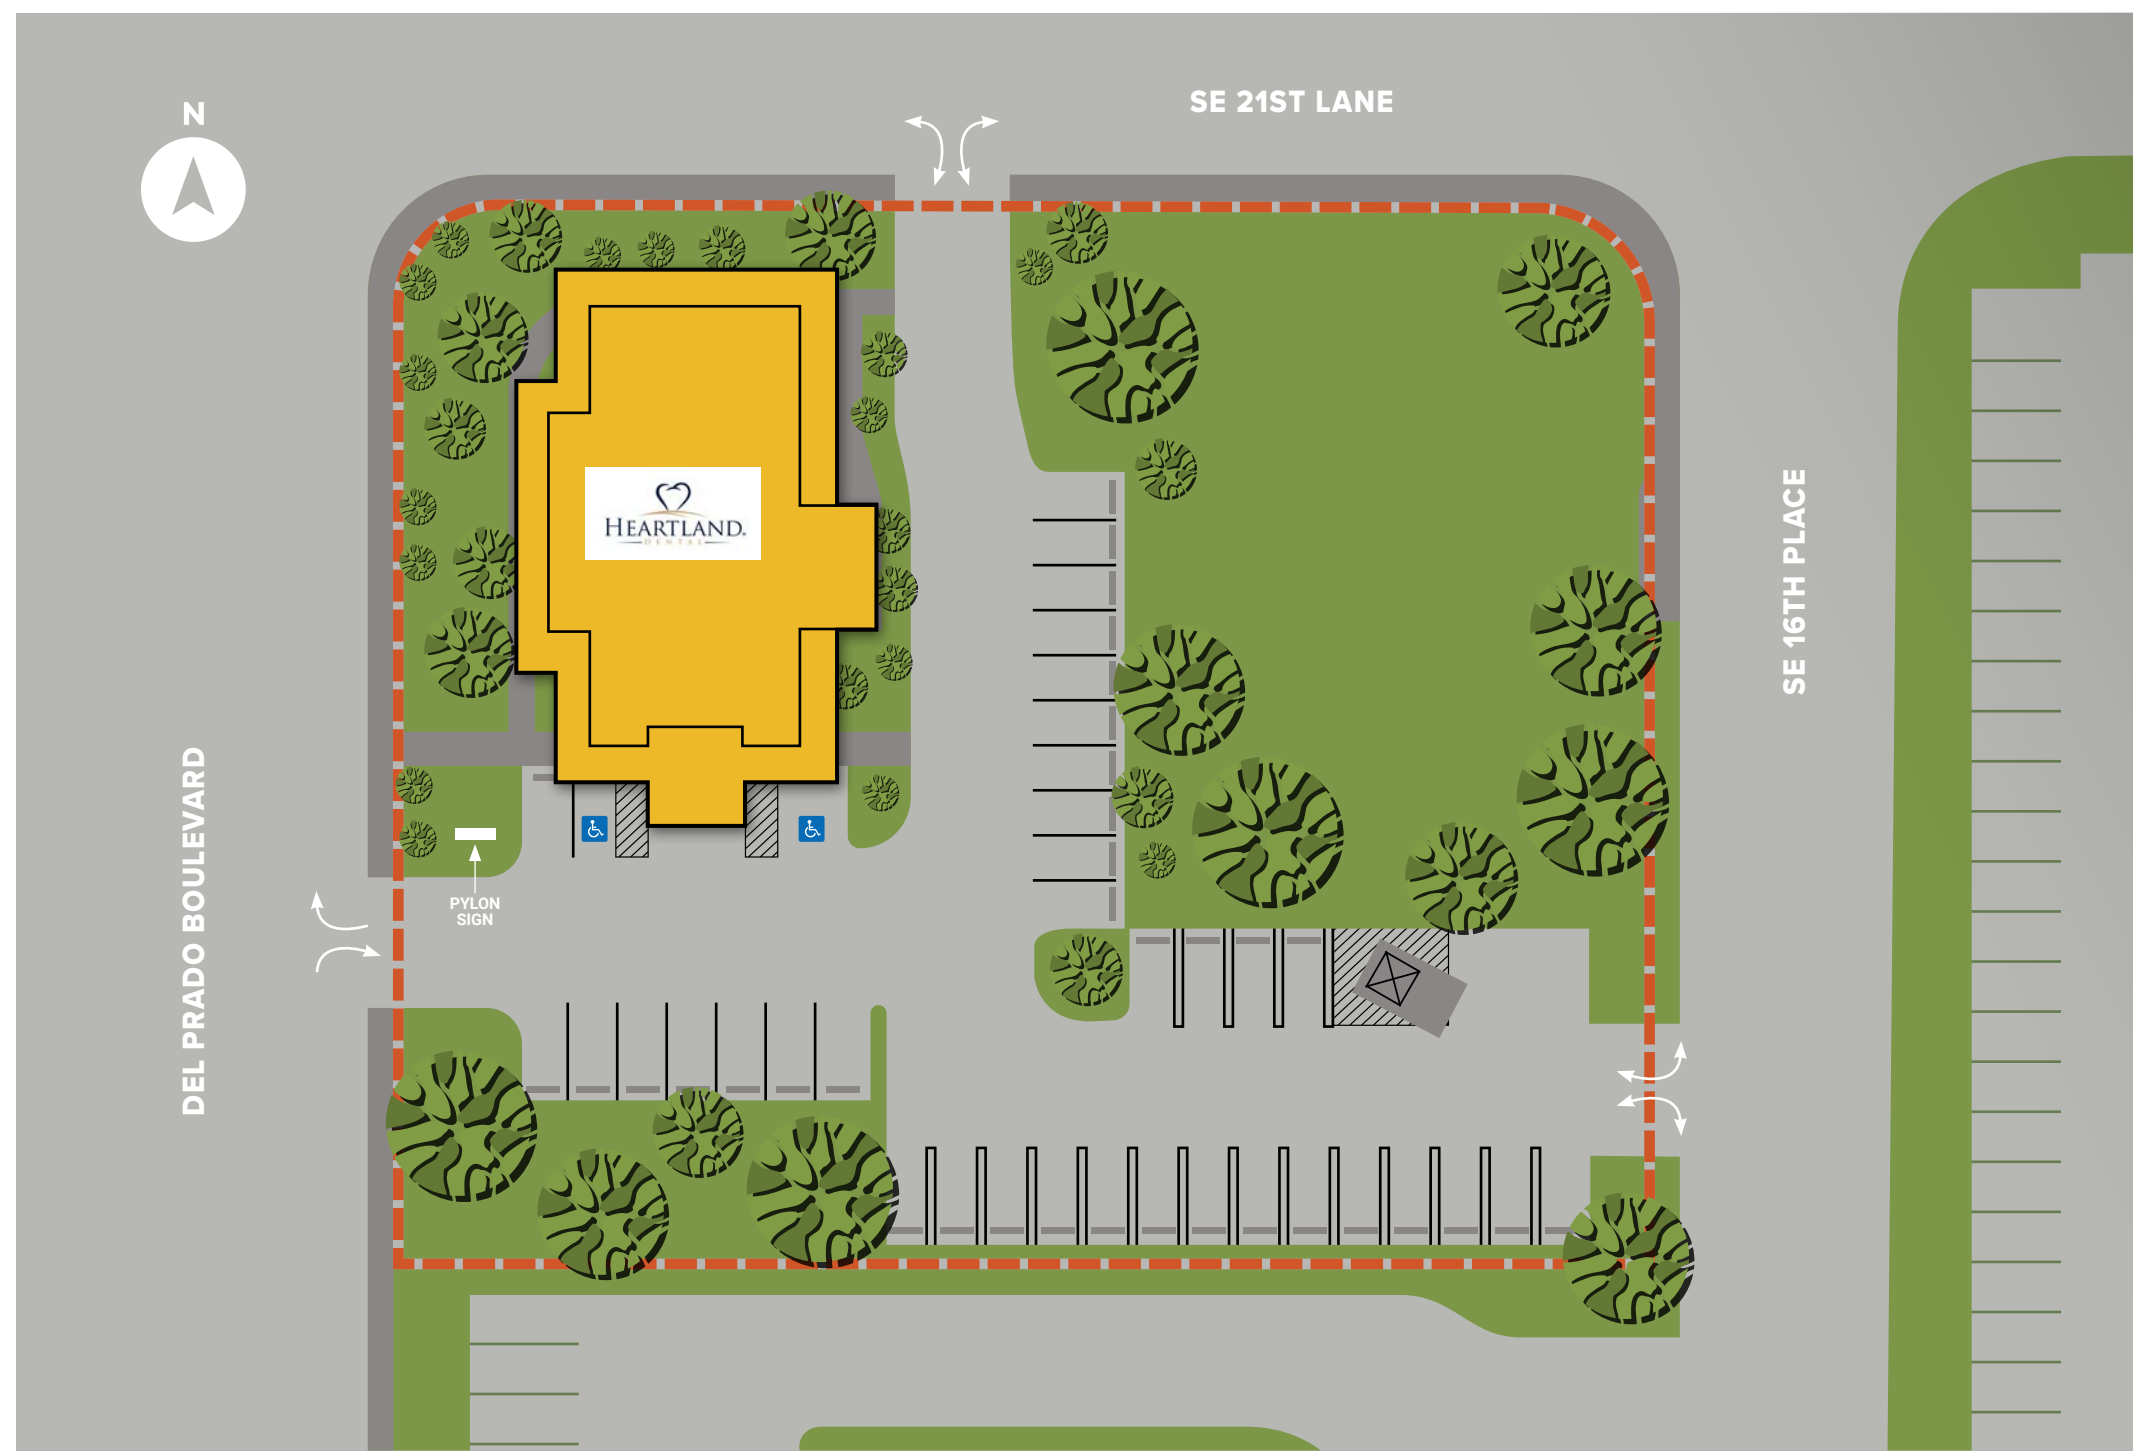 N
SE 21ST LANE
HEARTLAND.
DENTAL
SE 16TH PLACE
DEL PRADO BOULEVARD
PYLON
SIGN